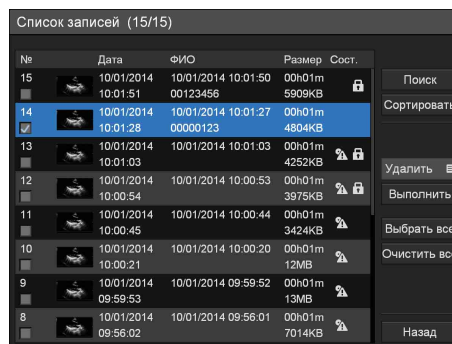 Список записей (15/15)
№ Дата ФИО Размер Сост.
15 10/01/2014 10/01/2014 10:01:50 00h01m
10:01:51 00123456 5909KB
14 10/01/2014 10/01/2014 10:01:27 00h01m
10:01:28 00000123 4804KB
13 10/01/2014 10/01/2014 10:01:03 00h01m
10:01:03 4252KB
12 10/01/2014 10/01/2014 10:00:53 00h01m
10:00:54 3975KB
11 10/01/2014 10/01/2014 10:00:44 00h01m
10:00:45 3424KB
10 10/01/2014 10/01/2014 10:00:20 00h01m
10:00:21 12MB
9 10/01/2014 10/01/2014 09:59:52 00h01m
09:59:53 13MB
8 10/01/2014 10/01/2014 09:56:01 00h01m
09:56:02 7014KB
Поиск
Сортировать
Удалить
Выполнить
Выбрать все
Очистить все
Назад